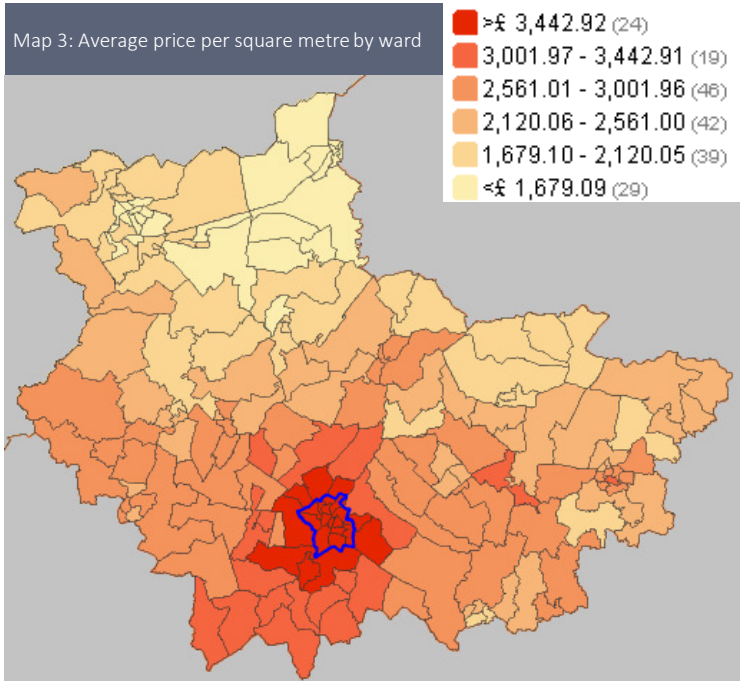 Map 3: Average price per square metre by ward
>£ 3,442.92 (24)
3,001.97 - 3,442.91 (19)
2,561.01 - 3,001.96 (46)
2,120.06 - 2,561.00 (42)
1,679.10 - 2,120.05 (39)
<£ 1,679.09 (29)